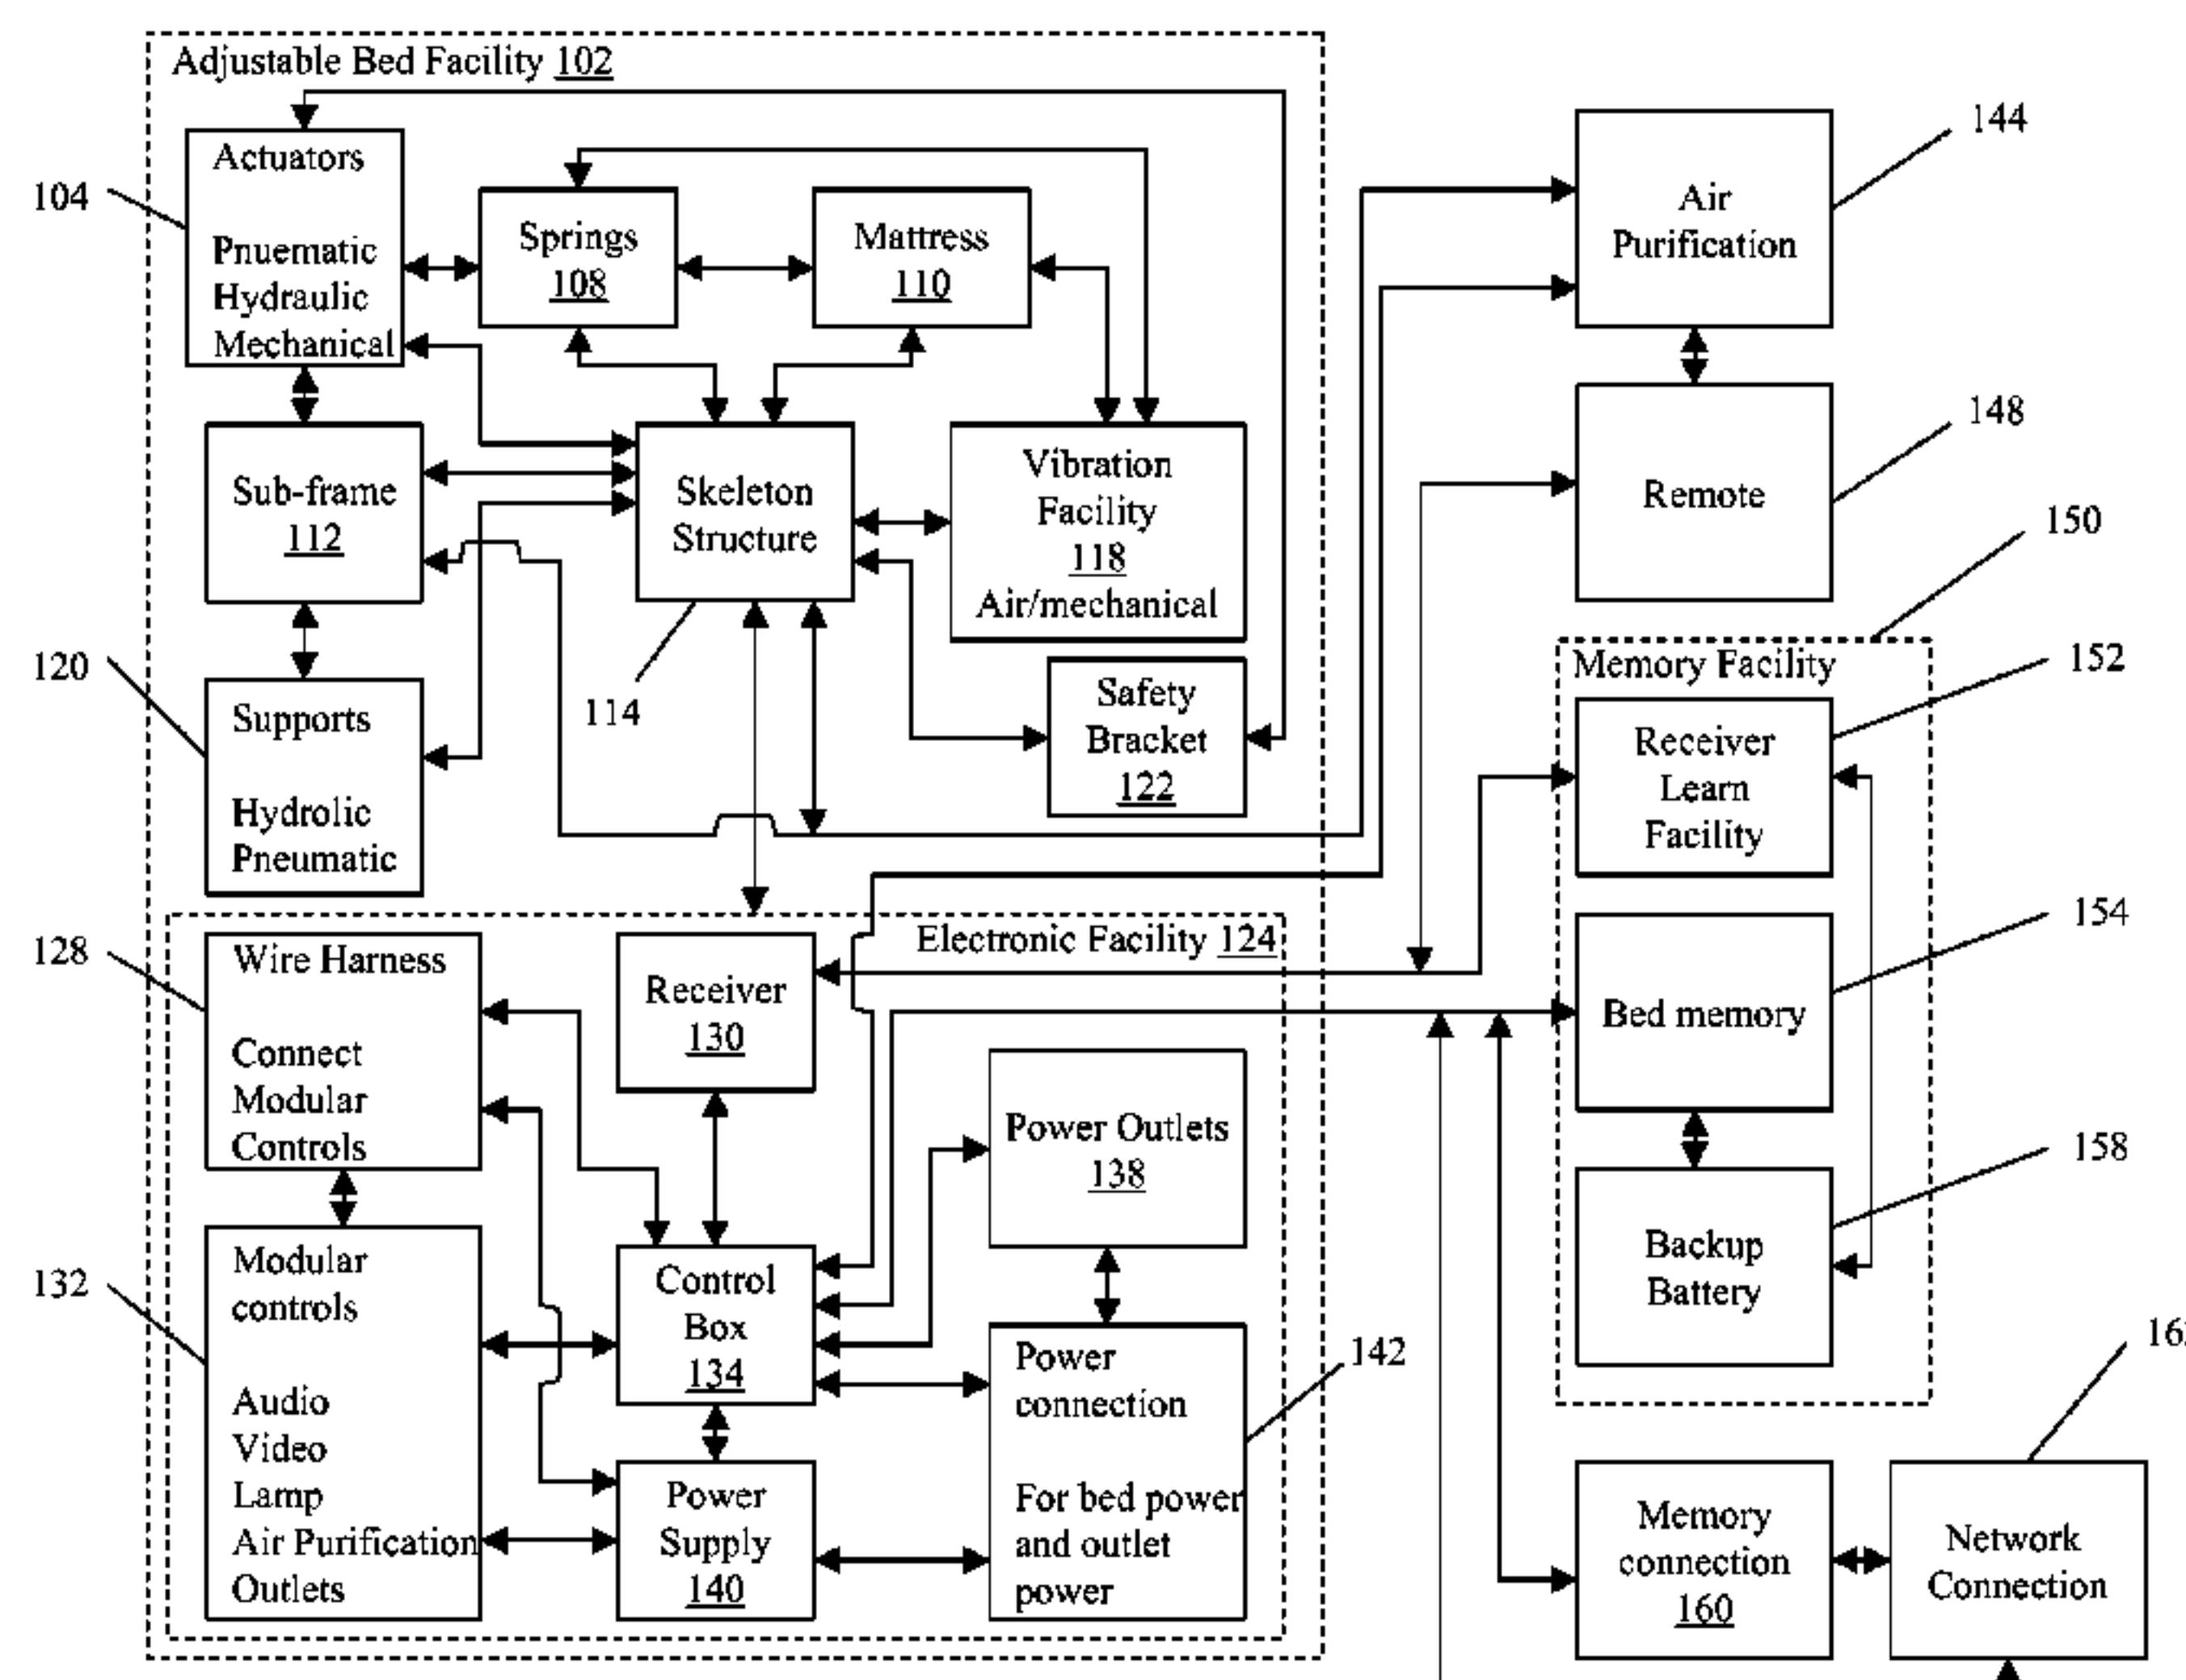 Adjustable Bed Facility 102
Actuators
Pnuematic
Hydraulic
Mechanical
104
Springs
108
Mattress
110
Sub-frame
112
Skeleton
Structure
114
Vibration
Facility
118
Air/mechanical
Supports
Hydrolic
Pneumatic
120
Safety
Bracket
122
Electronic Facility 124
Wire Harness
Connect
Modular
Controls
128
Receiver
130
Modular
controls
Audio
Video
Lamp
Air Purification
Outlets
132
Control
Box
134
Power Outlets
138
Power
Supply
140
Power
connection
For bed power
and outlet
power
142
Air
Purification
144
Remote
148
150
Memory Facility
Receiver
Learn
Facility
152
Bed memory
154
Backup
Battery
158
Memory
connection
160
Network
Connection